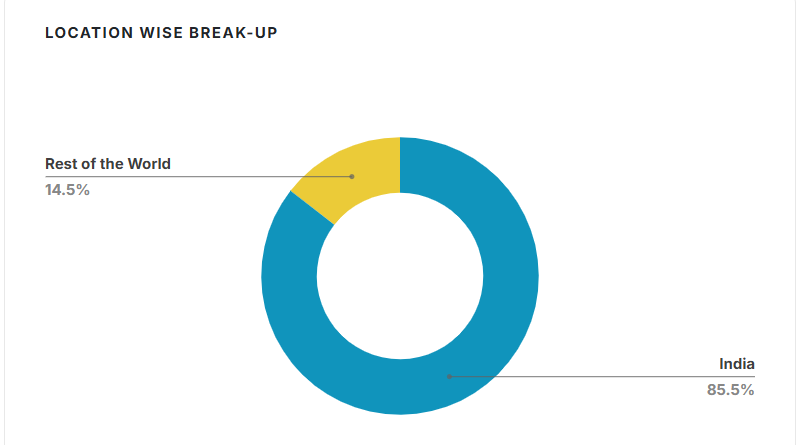 LOCATION WISE BREAK-UP
Rest of the World
14.5%
India
85.5%